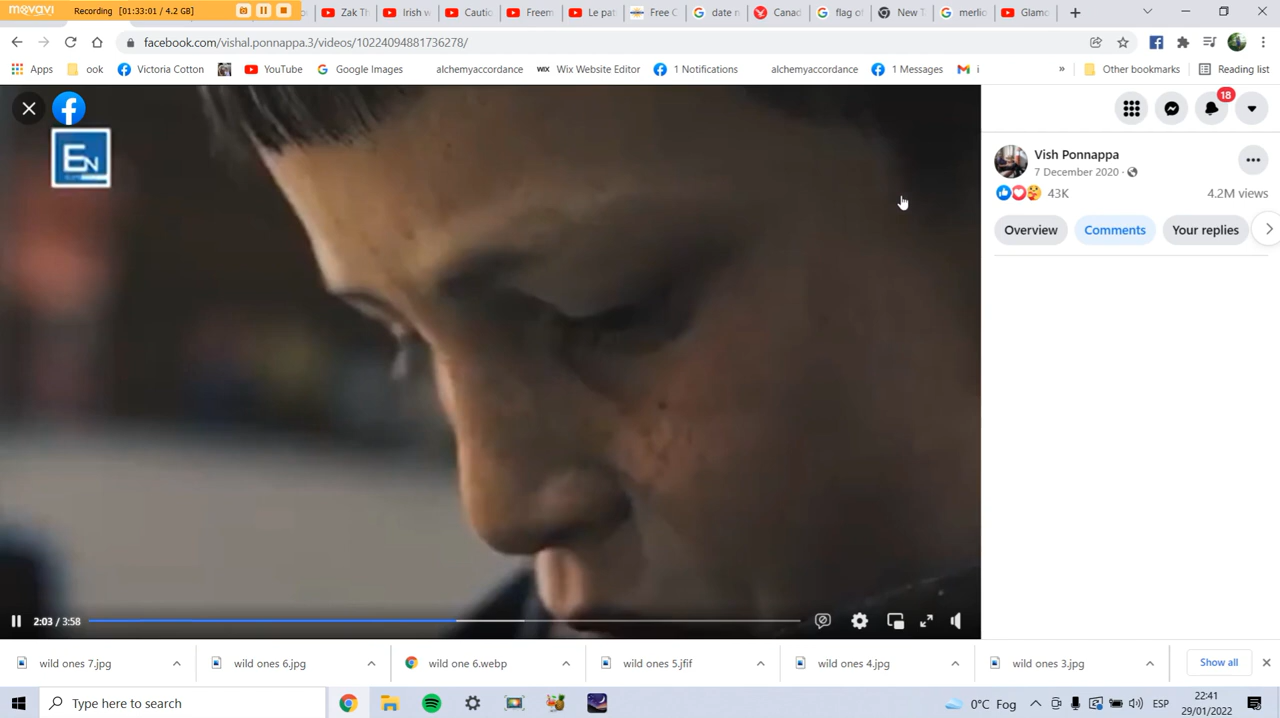 movavi
Recording [01:33:01 / 4.2 GB]
Zak Th
Irish w
Cautio
Freem
Le pat
Free C
date n
Canad
flag of
New T
merlio
Glamo
facebook.com/vishal.ponnappa.3/videos/10224094881736278/
Apps
ook
Victoria Cotton
YouTube
Google Images
alchemyaccordance
WIX Wix Website Editor
1 Notifications
alchemyaccordance
1 Messages
i
»
Other bookmarks
Reading list
EN
18
Vish Ponnappa
7 December 2020 ·
43K
4.2M views
Overview
Comments
Your replies
2:03 / 3:58
wild ones 7.jpg
wild ones 6.jpg
wild one 6.webp
wild ones 5.jfif
wild ones 4.jpg
wild ones 3.jpg
Show all
Type here to search
0°C Fog
ESP
22:41
29/01/2022